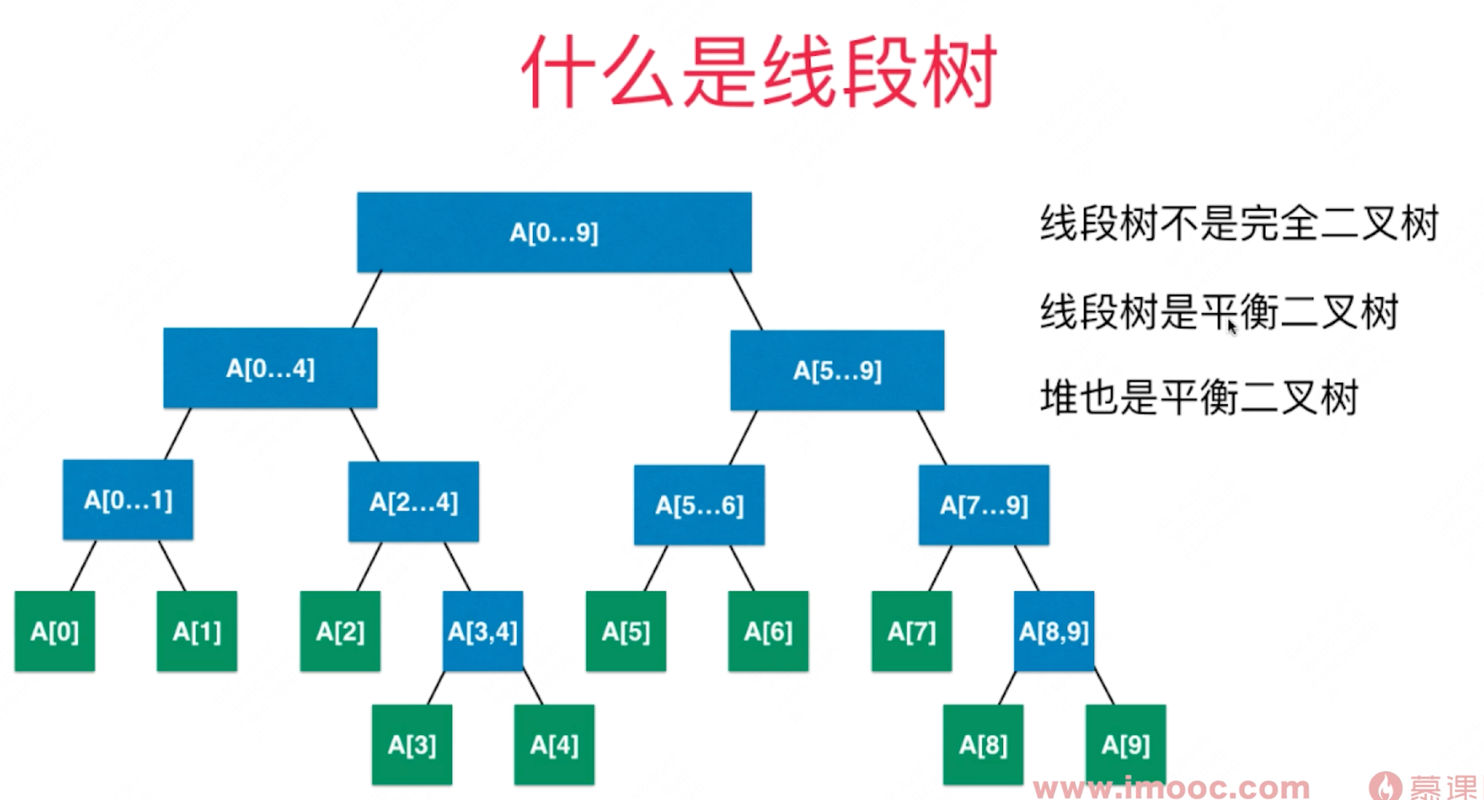 什么是线段树
A[0...9]
线段树不是完全二叉树
线段树是平衡二叉树
A[0...4]
A[5...9]
堆也是平衡二叉树
A[0...1]
A[2...4]
A[5...6]
A[7...9]
A[0]
A[1]
A[2]
A[3,4]
A[5]
A[6]
A[7]
A[8,9]
A[3]
A[4]
A[8]
A[9]
www.imooc.com
慕课